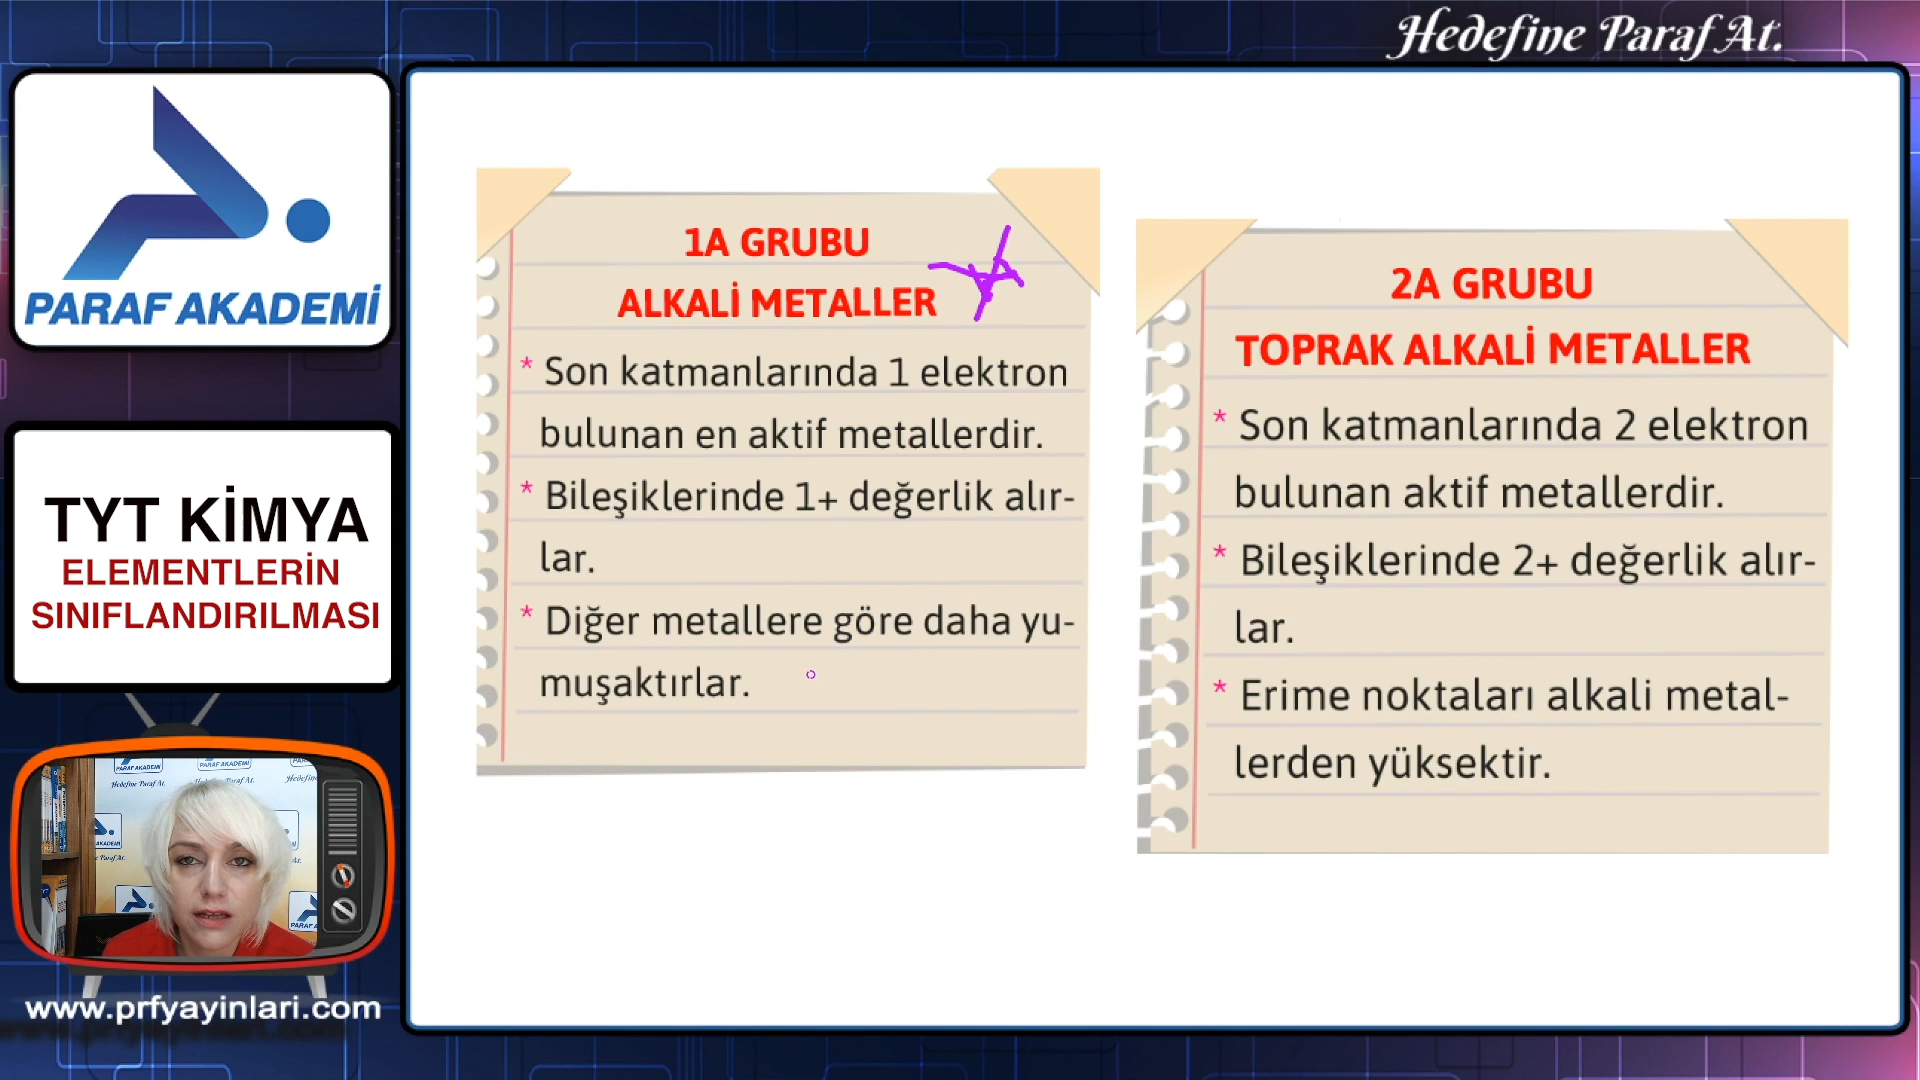 Hedefine Paraf At.
PARAF AKADEMİ
TYT KİMYA
ELEMENTLERİN
SINIFLANDIRILMASI
www.prfyayinlari.com
1A GRUBU
ALKALİ METALLER
* Son katmanlarında 1 elektron
bulunan en aktif metallerdir.
* Bileşiklerinde 1+ değerlik alır-
lar.
* Diğer metallere göre daha yu-
muşaktırlar.
2A GRUBU
TOPRAK ALKALİ METALLER
* Son katmanlarında 2 elektron
bulunan aktif metallerdir.
* Bileşiklerinde 2+ değerlik alır-
lar.
* Erime noktaları alkali metal-
lerden yüksektir.